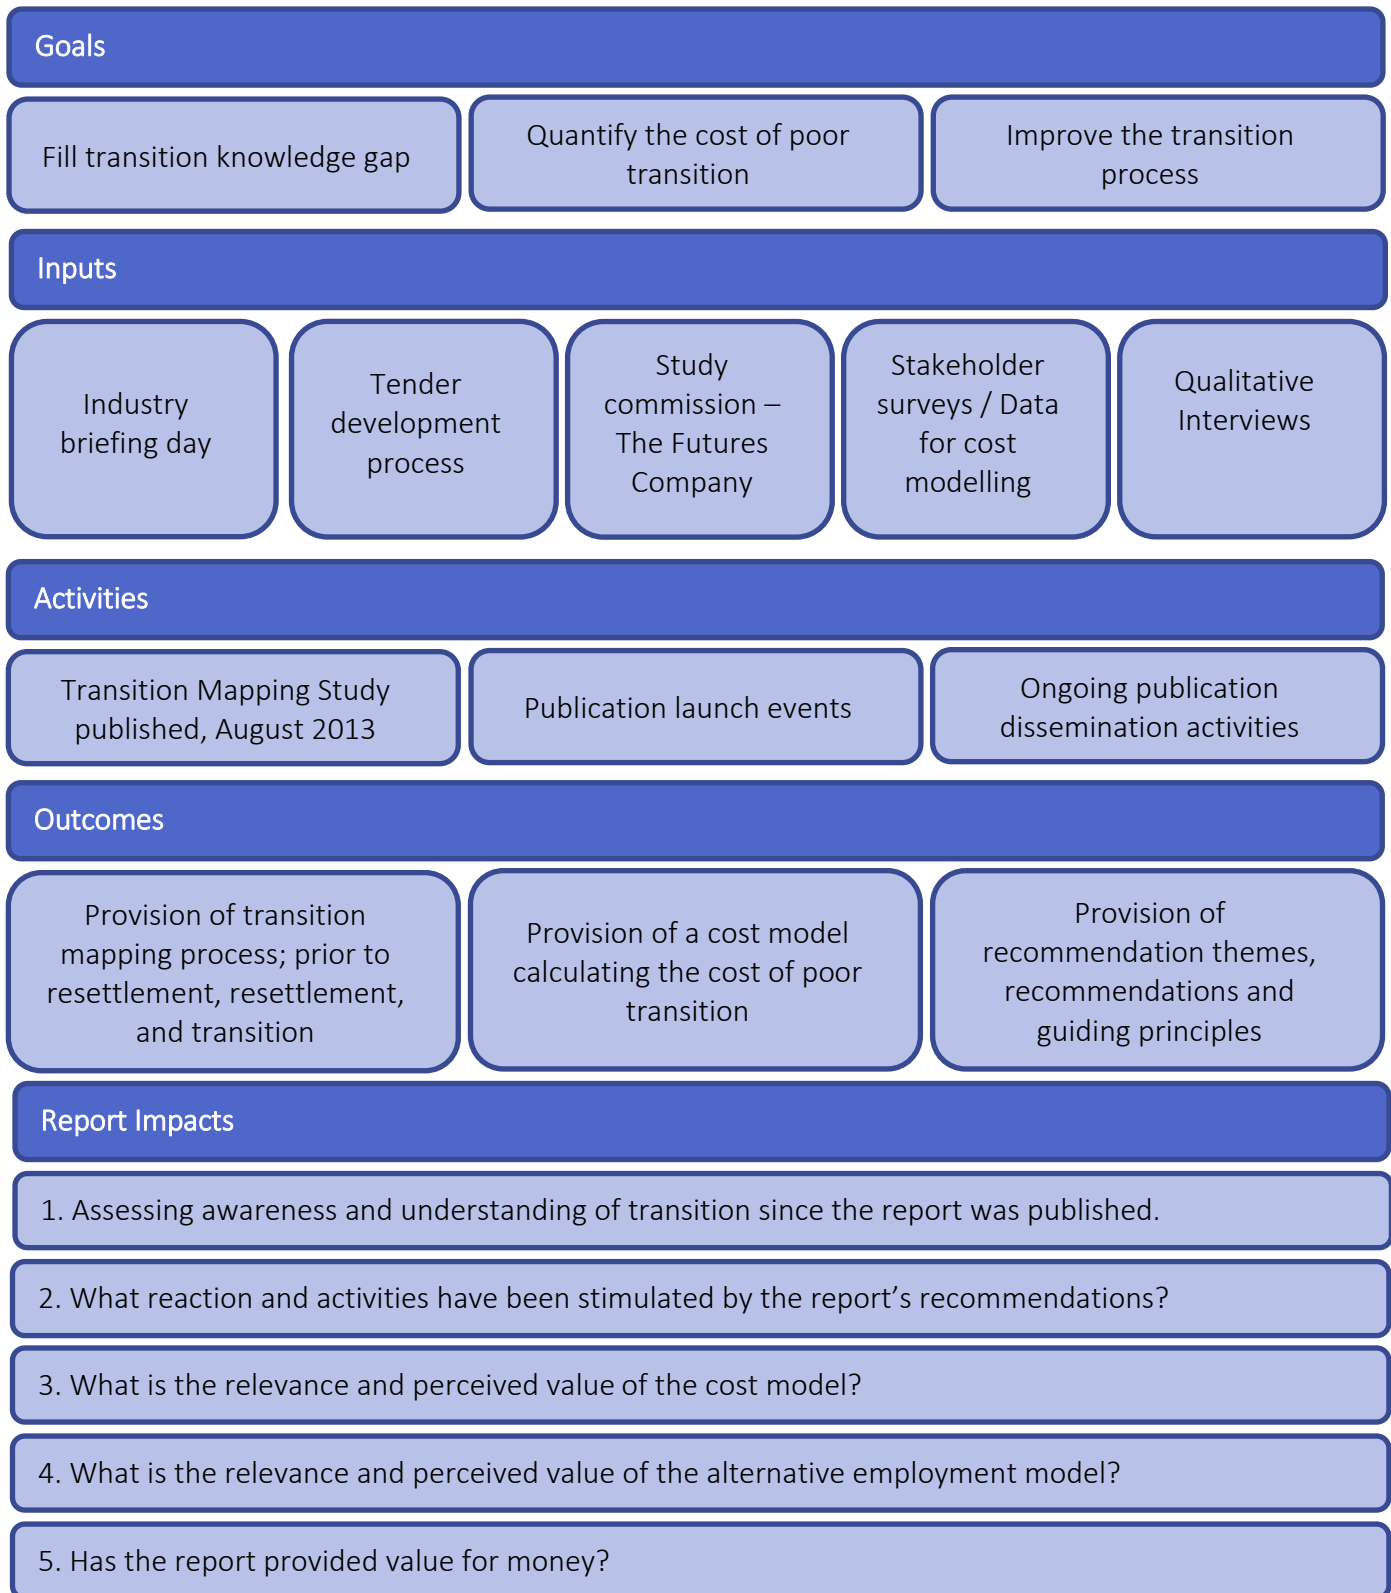 Goals
Fill transition knowledge gap
Quantify the cost of poor
transition
Improve the transition
process
Inputs
Industry
briefing day
Tender
development
process
Study
commission –
The Futures
Company
Stakeholder
surveys / Data
for cost
modelling
Qualitative
Interviews
Activities
Transition Mapping Study
published, August 2013
Publication launch events
Ongoing publication
dissemination activities
Outcomes
Provision of transition
mapping process; prior to
resettlement, resettlement,
and transition
Provision of a cost model
calculating the cost of poor
transition
Provision of
recommendation themes,
recommendations and
guiding principles
Report Impacts
1. Assessing awareness and understanding of transition since the report was published.
2. What reaction and activities have been stimulated by the report’s recommendations?
3. What is the relevance and perceived value of the cost model?
4. What is the relevance and perceived value of the alternative employment model?
5. Has the report provided value for money?